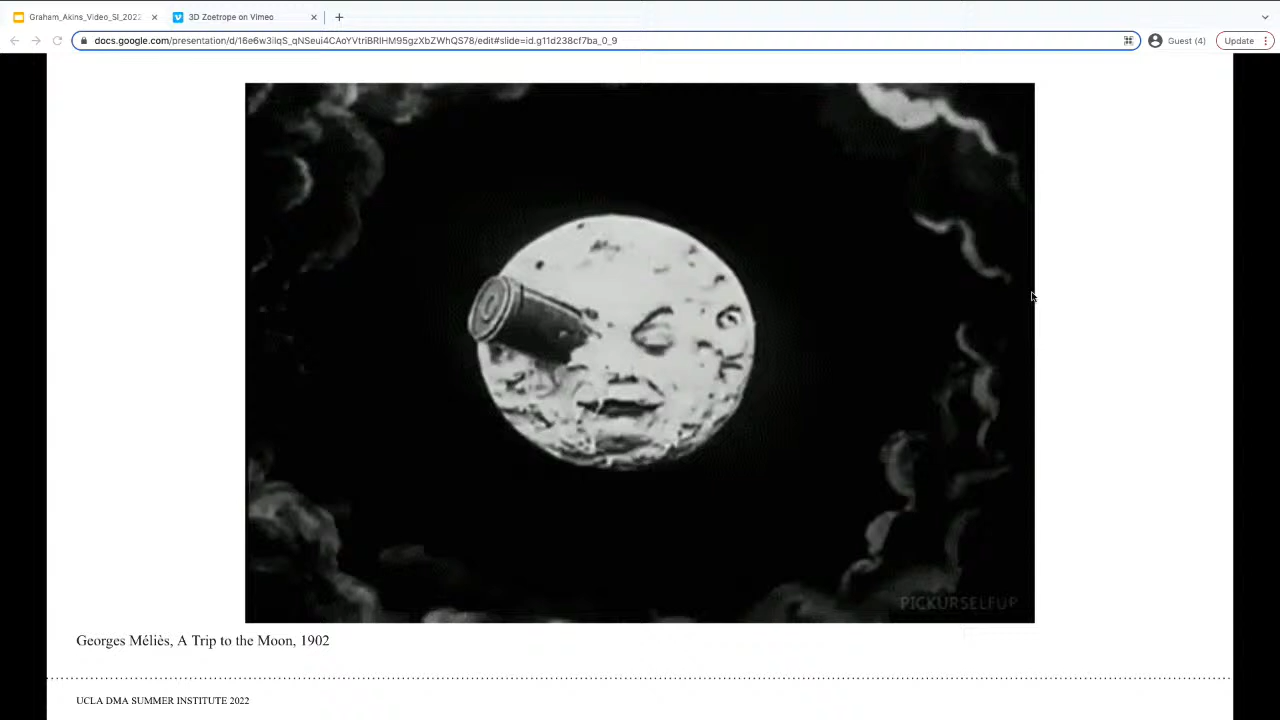 Graham_Akins_Video_SI_2022
3D Zoetrope on Vimeo
docs.google.com/presentation/d/16e6w3ilqS_qNSeui4CAoYVtriBRIHM95gzXbZWhQS78/edit#slide=id.g11d238cf7ba_0_9
Guest (4)
Update
PICKURSELFUP
Georges Méliès, A Trip to the Moon, 1902
UCLA DMA SUMMER INSTITUTE 2022